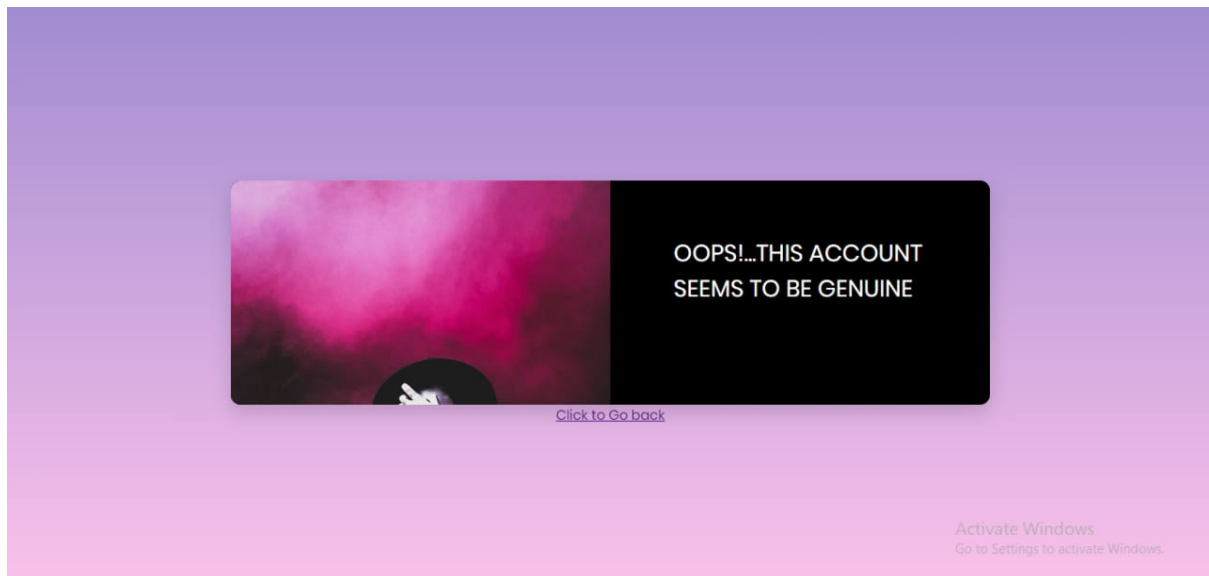 OOPS!...THIS ACCOUNT
SEEMS TO BE GENUINE
Click to Go back
Activate Windows
Go to Settings to activate Windows.